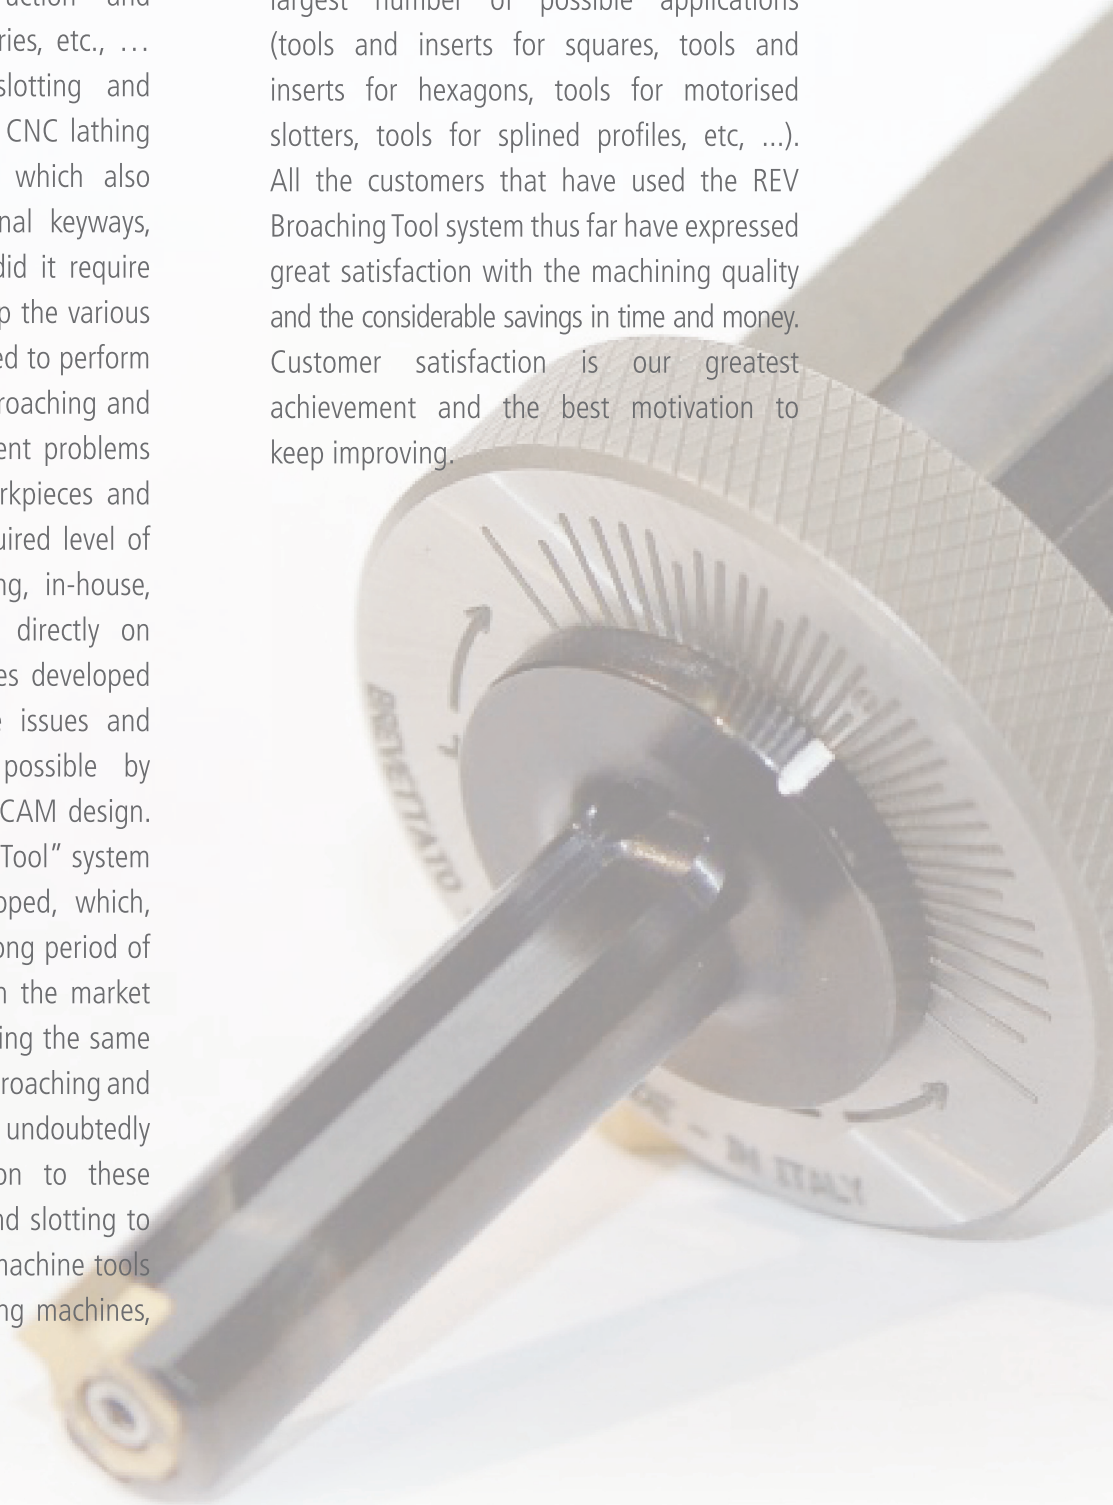 and
ries, etc., ...
slotting and
CNC lathing
which also
nal keyways,
did it require
p the various
ed to perform
roaching and
ent problems
rkpieces and
uired level of
ng, in-house,
directly on
es developed
e issues and
possible by
CAM design.
Tool” system
oped, which,
ong period of
n the market
ing the same
roaching and
undoubtedly
on to these
nd slotting to
machine tools
ng machines,
largest number of possible applications
(tools and inserts for squares, tools and
inserts for hexagons, tools for motorised
slotters, tools for splined profiles, etc, ...).
All the customers that have used the REV
Broaching Tool system thus far have expressed
great satisfaction with the machining quality
and the considerable savings in time and money.
Customer satisfaction is our greatest
achievement and the best motivation to
keep improving.
BREVETTATO
- IN ITALY